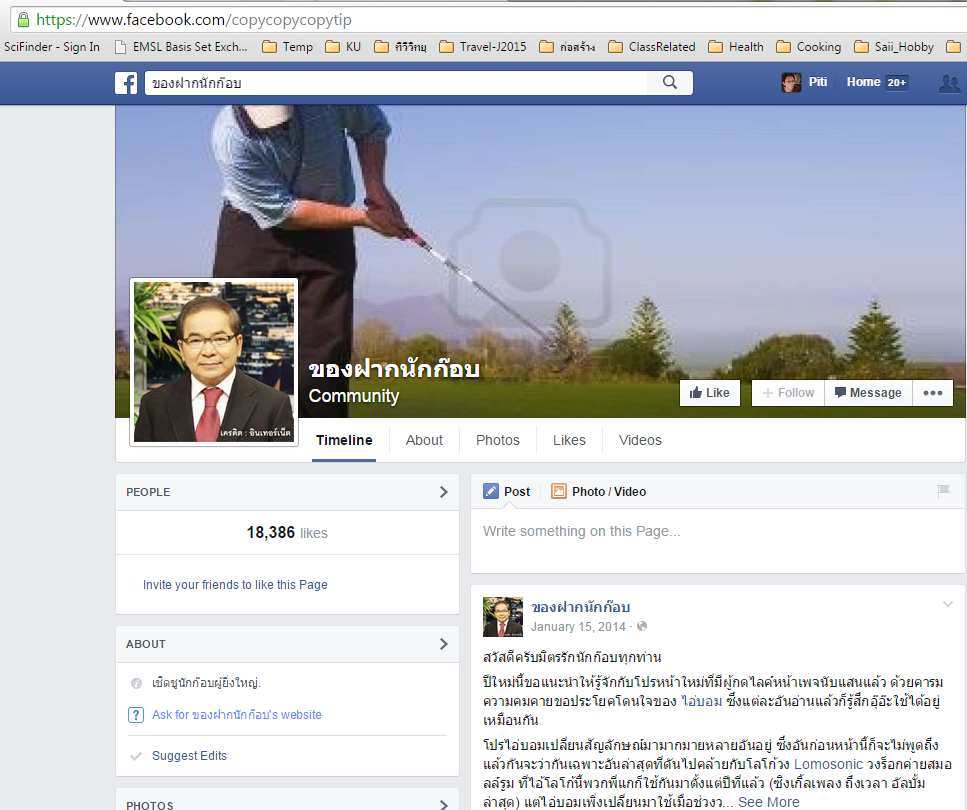 https://www.facebook.com/copycopycopytip
SciFinder - Sign In EMSL Basis Set Exch... Temp KU ทีวีวิทยุ Travel-J2015 ก่อสร้าง ClassRelated Health Cooking Saii_Hobby
ของฝากนักก๊อบ
Piti Home 20+
ของฝากนักก๊อบ
Community
Like Follow Message
เครดิต : อินเทอร์เน็ต
Timeline About Photos Likes Videos
PEOPLE
18,386 likes
Invite your friends to like this Page
ABOUT
เชิดชูนักก๊อบผู้ยิ่งใหญ่.
Ask for ของฝากนักก๊อบ's website
Suggest Edits
PHOTOS
Post Photo / Video
Write something on this Page...
ของฝากนักก๊อบ
January 15, 2014
สวัสดีครับมิตรรักนักก๊อบทุกท่าน
ปีใหม่นี้ขอแนะนำให้รู้จักกับโปรหน้าใหม่ที่มีผู้กดไลค์หน้าเพจนับแสนแล้ว ด้วยคารม
ความคมคายขอประโยคโดนใจของ ไอ่บอม ซึ่งแต่ละอันอ่านแล้วก็รู้สึกอุ๊อ๊ะใช้ได้อยู่
เหมือนกัน
โปรไอ่บอมเปลี่ยนสัญลักษณ์มามากมายหลายอันอยู่ ซึ่งอันก่อนหน้านี้ก็จะไม่พูดถึง
แล้วกันจะว่ากันเฉพาะอันล่าสุดที่ดันไปคล้ายกับโลโก้วง Lomosonic วงร็อกค่ายสมอ
ลล์รูม ที่ไอ้โลโก้นี้พวกพี่แกก็ใช้กันมาตั้งแต่ปีที่แล้ว (ซิงเกิ้ลเพลง ถึงเวลา อัลบั้ม
ล่าสุด) แต่ไอ่บอมเพิ่งเปลี่ยนมาใช้เมื่อช่วงว... See More